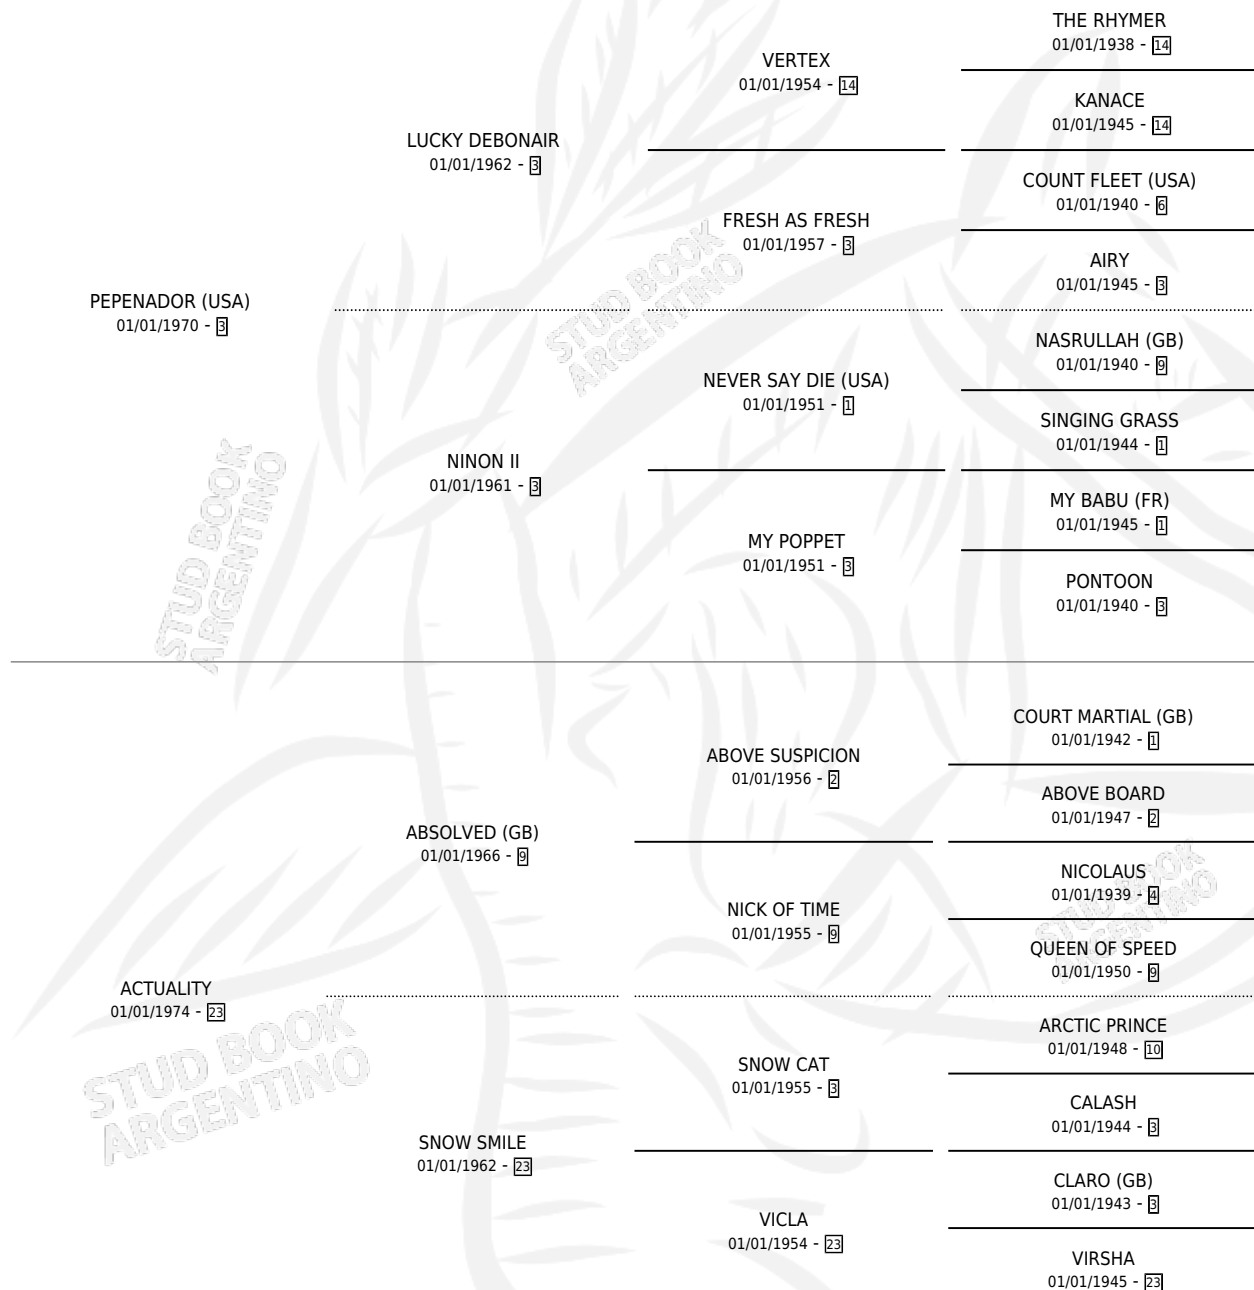 THE RHYMER
01/01/1938 - 14
VERTEX
01/01/1954 - 14
KANACE
01/01/1945 - 14
LUCKY DEBONAIR
01/01/1962 - 3
COUNT FLEET (USA)
01/01/1940 - 6
FRESH AS FRESH
01/01/1957 - 3
AIRY
01/01/1945 - 3
PEPENADOR (USA)
01/01/1970 - 3
NASRULLAH (GB)
01/01/1940 - 9
NEVER SAY DIE (USA)
01/01/1951 - 1
SINGING GRASS
01/01/1944 - 1
NINON II
01/01/1961 - 3
MY BABU (FR)
01/01/1945 - 1
MY POPPET
01/01/1951 - 3
PONTOON
01/01/1940 - 3
COURT MARTIAL (GB)
01/01/1942 - 1
ABOVE SUSPICION
01/01/1956 - 2
ABOVE BOARD
01/01/1947 - 2
ABSOLVED (GB)
01/01/1966 - 9
NICOLAUS
01/01/1939 - 4
NICK OF TIME
01/01/1955 - 9
QUEEN OF SPEED
01/01/1950 - 9
ACTUALITY
01/01/1974 - 23
ARCTIC PRINCE
01/01/1948 - 10
SNOW CAT
01/01/1955 - 3
CALASH
01/01/1944 - 3
SNOW SMILE
01/01/1962 - 23
CLARO (GB)
01/01/1943 - 3
VICLA
01/01/1954 - 23
VIRSHA
01/01/1945 - 23
STUD BOOK
ARGENTINO
STUD BOOK
ARGENTINO
STUD BOOK
ARGENTINO
STUD BOOK
ARGENTINO